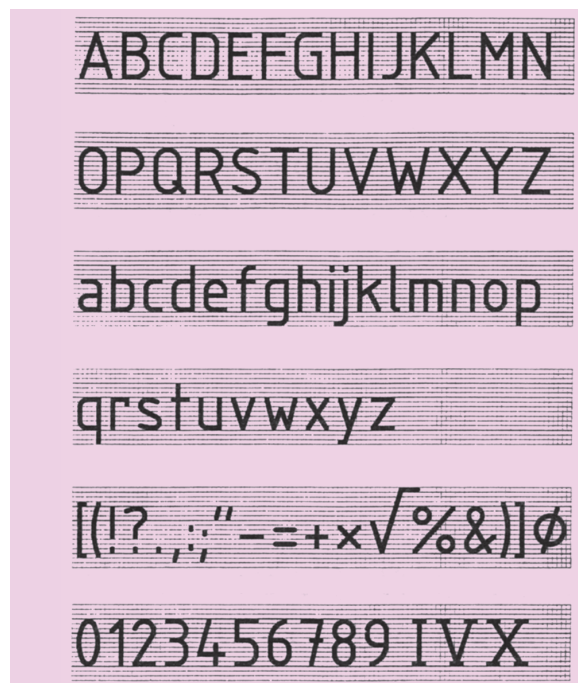 ABCDEFGHIJKLMN
OPQRSTUVWXYZ
abcdefghijklmnop
qrstuvwxyz
[(!?.,:;"-=+×√%&)]Ø
0123456789 IVX